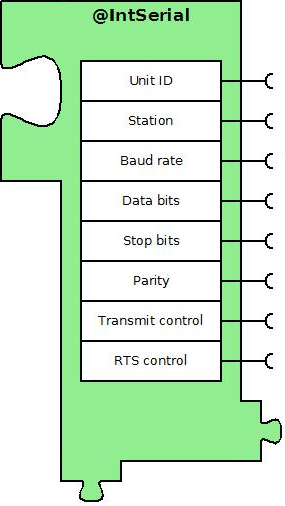 @IntSerial
Unit ID
Station
Baud rate
Data bits
Stop bits
Parity
Transmit control
RTS control